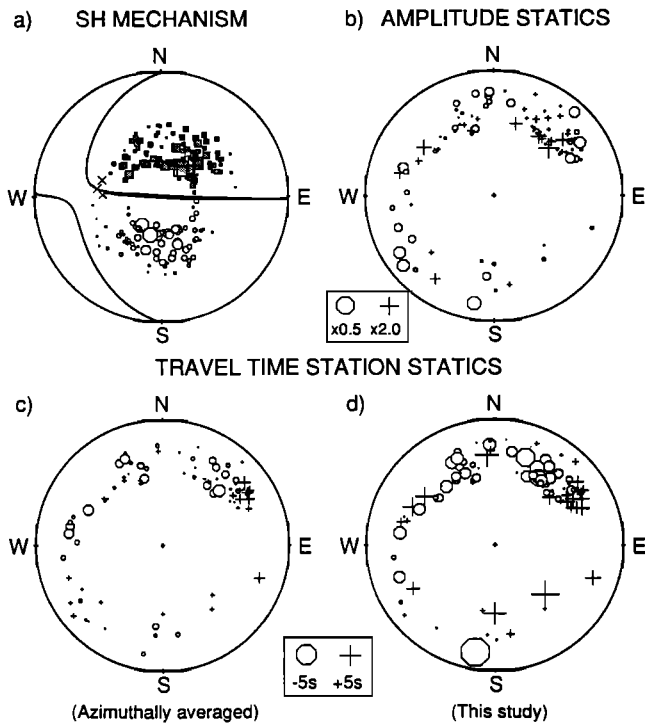 a) SH MECHANISM
b) AMPLITUDE STATICS
N
W
E
S
N
W
E
S
x0.5 x2.0
TRAVEL TIME STATION STATICS
c)
N
W
E
S
(Azimuthally averaged)
-5s +5s
d)
N
W
E
S
(This study)